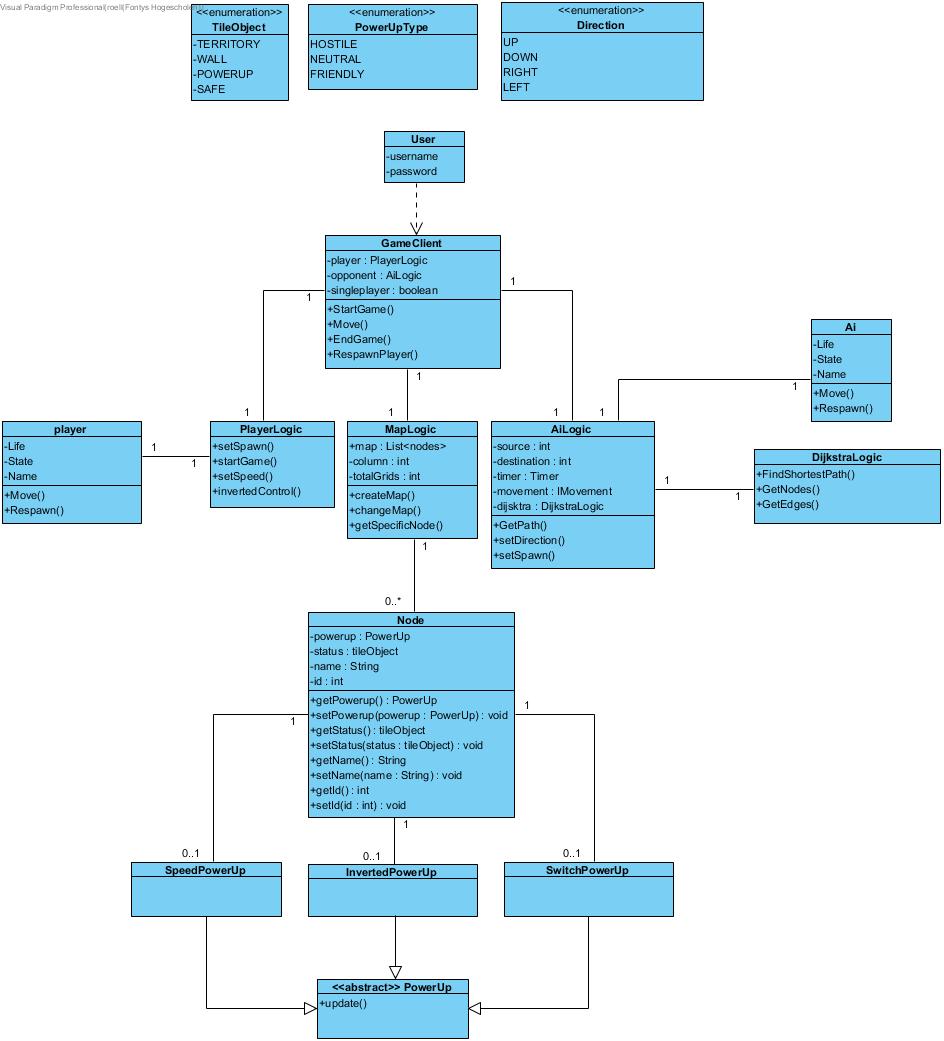 Visual Paradigm Professional(roell(Fontys Hogeschole
<<enumeration>>
TileObject
-TERRITORY
-WALL
-POWERUP
-SAFE
<<enumeration>>
PowerUpType
HOSTILE
NEUTRAL
FRIENDLY
<<enumeration>>
Direction
UP
DOWN
RIGHT
LEFT
User
-username
-password
GameClient
-player : PlayerLogic
-opponent : AiLogic
-singleplayer : boolean
+StartGame()
+Move()
+EndGame()
+RespawnPlayer()
1
1
1
1
1
1
Ai
-Life
-State
-Name
+Move()
+Respawn()
1
1
player
-Life
-State
-Name
+Move()
+Respawn()
1
1
PlayerLogic
+setSpawn()
+startGame()
+setSpeed()
+invertedControl()
MapLogic
+map : List<nodes>
-column : int
-totalGrids : int
+createMap()
+changeMap()
+getSpecificNode()
AiLogic
-source : int
-destination : int
-timer : Timer
-movement : IMovement
-dijsktra : DijkstraLogic
+GetPath()
+setDirection()
+setSpawn()
1
1
DijkstraLogic
+FindShortestPath()
+GetNodes()
+GetEdges()
1
0..*
Node
-powerup : PowerUp
-status : tileObject
-name : String
-id : int
+getPowerup() : PowerUp
+setPowerup(powerup : PowerUp) : void
+getStatus() : tileObject
+setStatus(status : tileObject) : void
+getName() : String
+setName(name : String) : void
+getId() : int
+setId(id : int) : void
1
1
1
0..1
0..1
0..1
SpeedPowerUp
InvertedPowerUp
SwitchPowerUp
<<abstract>> PowerUp
+update()